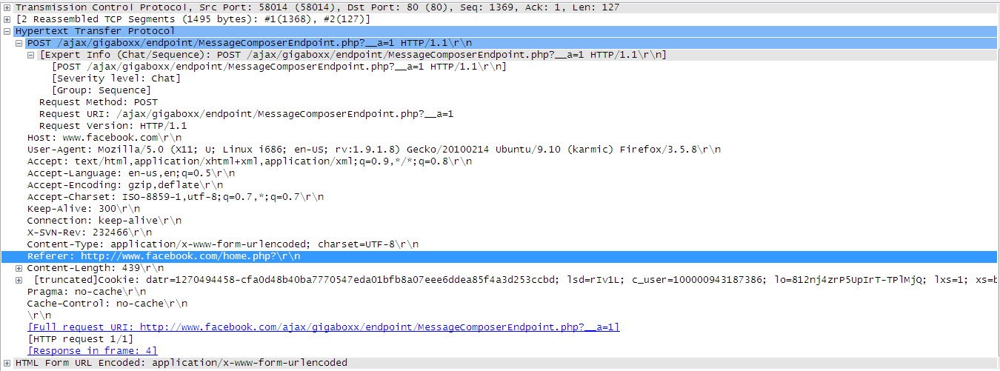 Transmission Control Protocol, Src Port: 58014 (58014), Dst Port: 80 (80), Seq: 1369, Ack: 1, Len: 127
[2 Reassembled TCP Segments (1495 bytes): #1(1368), #2(127)]
Hypertext Transfer Protocol
POST /ajax/gigaboxx/endpoint/MessageComposerEndpoint.php?__a=1 HTTP/1.1\r\n
[Expert Info (Chat/Sequence): POST /ajax/gigaboxx/endpoint/MessageComposerEndpoint.php?__a=1 HTTP/1.1\r\n]
[POST /ajax/gigaboxx/endpoint/MessageComposerEndpoint.php?__a=1 HTTP/1.1\r\n]
[Severity level: Chat]
[Group: Sequence]
Request Method: POST
Request URI: /ajax/gigaboxx/endpoint/MessageComposerEndpoint.php?__a=1
Request Version: HTTP/1.1
Host: www.facebook.com\r\n
User-Agent: Mozilla/5.0 (X11; U; Linux i686; en-US; rv:1.9.1.8) Gecko/20100214 Ubuntu/9.10 (karmic) Firefox/3.5.8\r\n
Accept: text/html,application/xhtml+xml,application/xml;q=0.9,*/*;q=0.8\r\n
Accept-Language: en-us,en;q=0.5\r\n
Accept-Encoding: gzip,deflate\r\n
Accept-Charset: ISO-8859-1,utf-8;q=0.7,*;q=0.7\r\n
Keep-Alive: 300\r\n
Connection: keep-alive\r\n
X-SVN-Rev: 232466\r\n
Content-Type: application/x-www-form-urlencoded; charset=UTF-8\r\n
Referer: http://www.facebook.com/home.php?\r\n
Content-Length: 439\r\n
[truncated]Cookie: datr=1270494458-cfa0d48b40ba7770547eda01bfb8a07eee6ddea85f4a3d253ccbd; lsd=rIv1L; c_user=100000943187386; lo=812nj4zrP5UpIrT-TPlMjQ; lxs=1; xs=b
Pragma: no-cache\r\n
Cache-Control: no-cache\r\n
\r\n
[Full request URI: http://www.facebook.com/ajax/gigaboxx/endpoint/MessageComposerEndpoint.php?__a=1]
[HTTP request 1/1]
[Response in frame: 4]
HTML Form URL Encoded: application/x-www-form-urlencoded